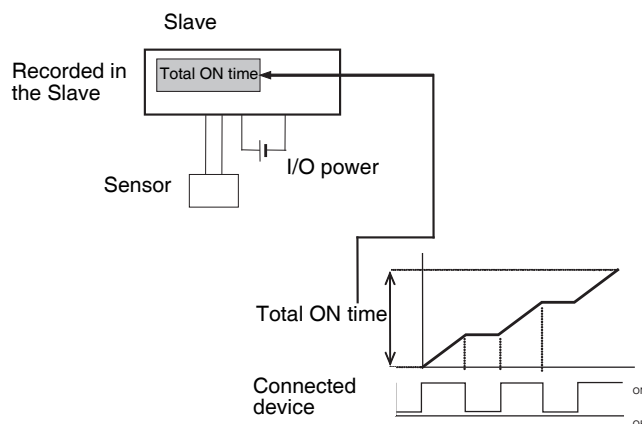 Slave
Recorded in
the Slave
Total ON time
I/O power
Sensor
Total ON time
Connected
device